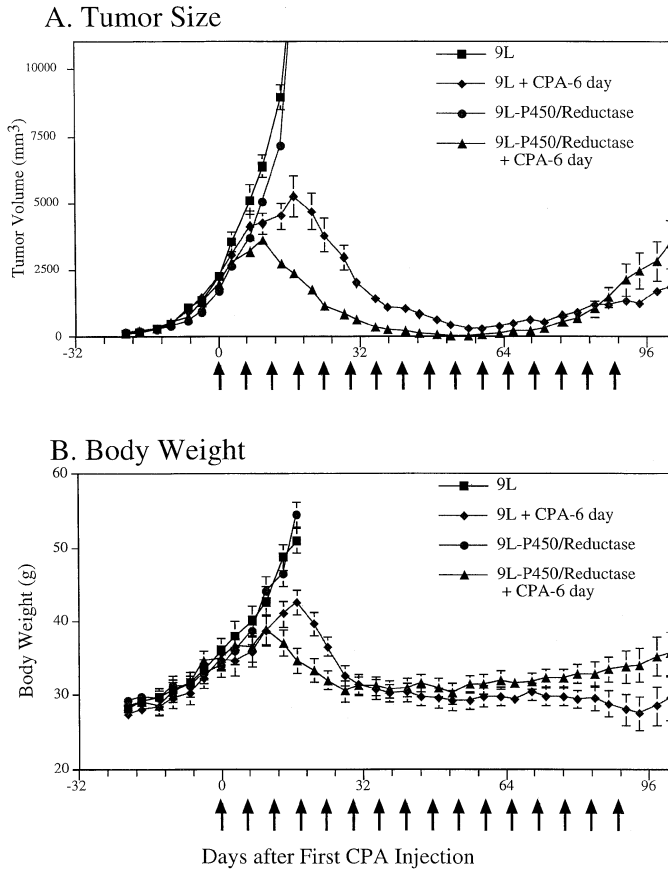 A. Tumor Size
10000
7500
5000
2500
0
Tumor Volume (mm3)
9L
9L + CPA-6 day
9L-P450/Reductase
9L-P450/Reductase
+ CPA-6 day
-32
0
32
64
96
B. Body Weight
60
50
40
30
20
Body Weight (g)
9L
9L + CPA-6 day
9L-P450/Reductase
9L-P450/Reductase
+ CPA-6 day
-32
0
32
64
96
Days after First CPA Injection